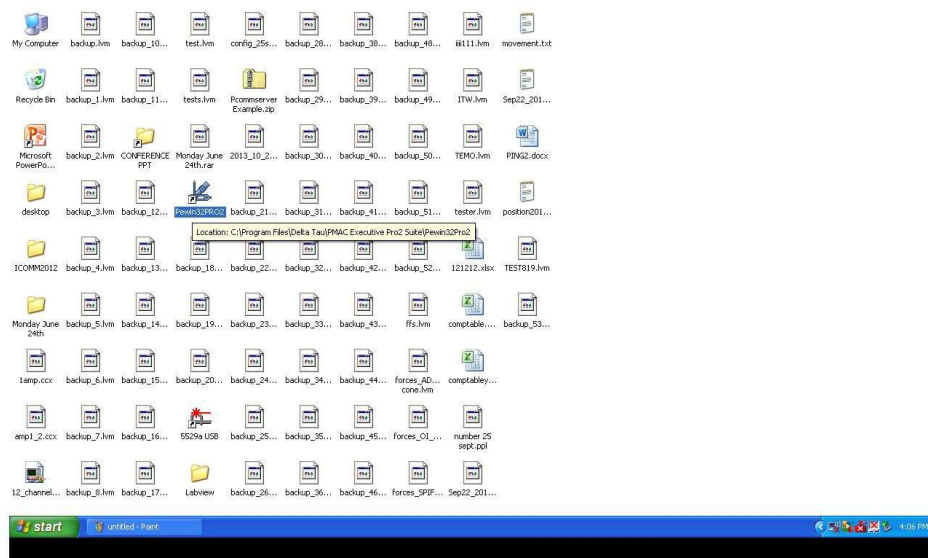 My Computer backup.lvm backup_10... test.lvm config_25s... backup_28... backup_38... backup_48... iiii111.lvm movement.txt
Recycle Bin backup_1.lvm backup_11... tests.lvm Pcommserver backup_29... backup_39... backup_49... ITW.lvm Sep22_201...
Example.zip
Microsoft backup_2.lvm CONFERENCE Monday June 2013_10_2... backup_30... backup_40... backup_50... TEMO.lvm PING2.docx
PowerPo... PPT 24th.rar
desktop backup_3.lvm backup_12... Pewin32PRO2 backup_21... backup_31... backup_41... backup_51... tester.lvm position201...
Location: C:\Program Files\Delta Tau\PMAC Executive Pro2 Suite\Pewin32Pro2
ICOMM2012 backup_4.lvm backup_13... backup_18... backup_22... backup_32... backup_42... backup_52... 121212.xlsx TEST819.lvm
Monday June backup_5.lvm backup_14... backup_19... backup_23... backup_33... backup_43... ffs.lvm comptable.... backup_53...
24th
1amp.ccx backup_6.lvm backup_15... backup_20... backup_24... backup_34... backup_44... forces_AD... comptabley...
cone.lvm
amp1_2.ccx backup_7.lvm backup_16... 5529a USB backup_25... backup_35... backup_45... forces_OI_... number 25
sept.ppl
12_channel... backup_8.lvm backup_17... Labview backup_26... backup_36... backup_46... forces_SPIF... Sep22_201...
start untitled - Paint 4:06 PM